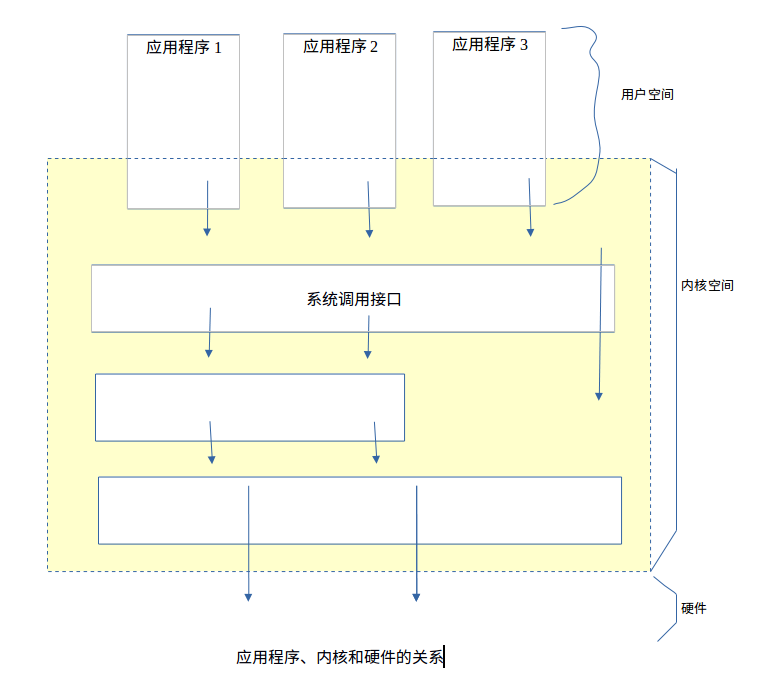 应用程序 1
应用程序 2
应用程序 3
用户空间
内核空间
系统调用接口
硬件
应用程序、内核和硬件的关系